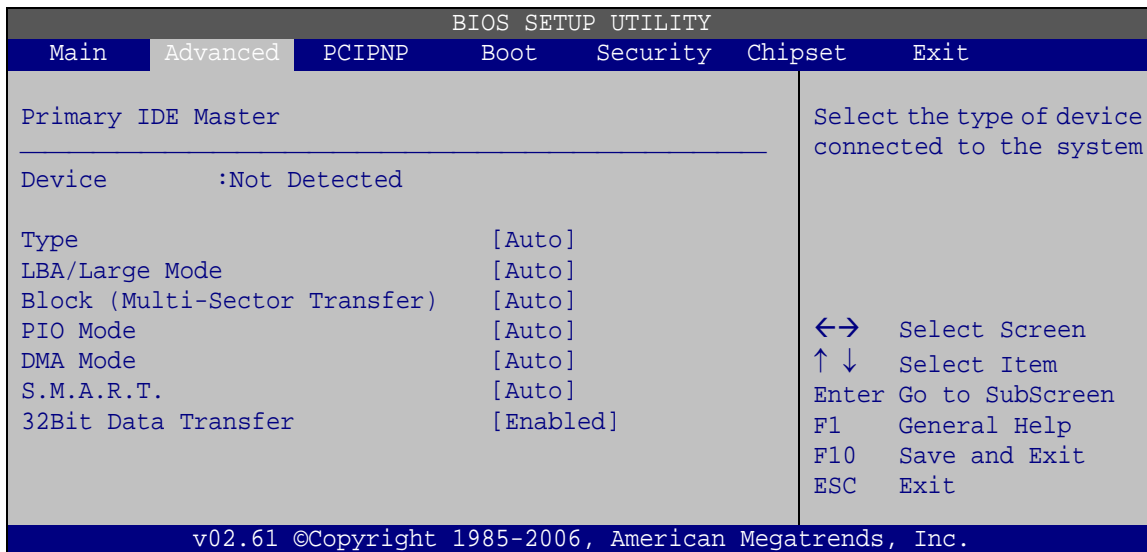 BIOS SETUP UTILITY
Main Advanced PCIPNP Boot Security Chipset Exit
Primary IDE Master
Device :Not Detected
Type [Auto]
LBA/Large Mode [Auto]
Block (Multi-Sector Transfer) [Auto]
PIO Mode [Auto]
DMA Mode [Auto]
S.M.A.R.T. [Auto]
32Bit Data Transfer [Enabled]
Select the type of device
connected to the system
←→ Select Screen
↑ ↓ Select Item
Enter Go to SubScreen
F1 General Help
F10 Save and Exit
ESC Exit
v02.61 ©Copyright 1985-2006, American Megatrends, Inc.